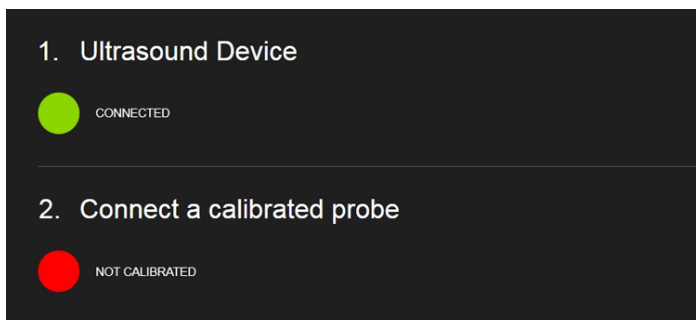 1. Ultrasound Device
CONNECTED
2. Connect a calibrated probe
NOT CALIBRATED